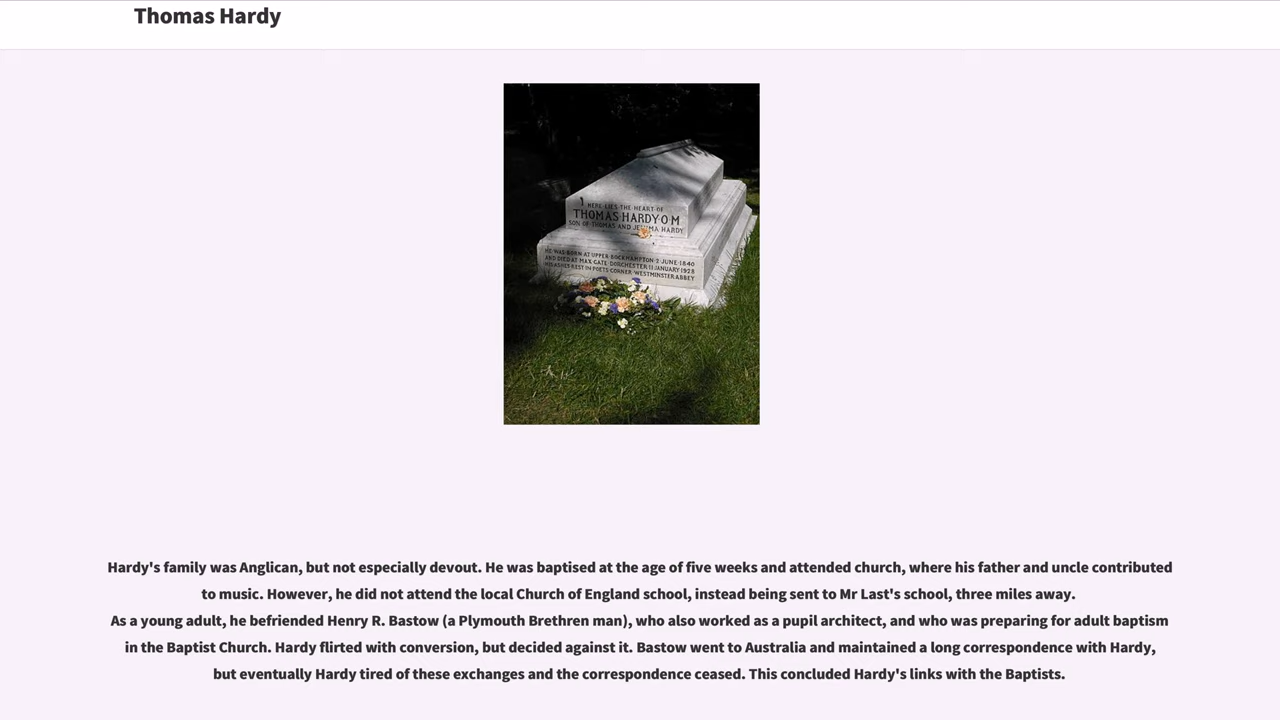 Thomas Hardy
HERE LIES THE HEART OF
THOMAS HARDY O M
SON OF THOMAS AND JEMIMA HARDY
HE WAS BORN AT UPPER BOCKHAMPTON 2 JUNE 1840
AND DIED AT MAX GATE DORCHESTER 11 JANUARY 1928
HIS ASHES REST IN POETS CORNER WESTMINSTER ABBEY
Hardy's family was Anglican, but not especially devout. He was baptised at the age of five weeks and attended church, where his father and uncle contributed
to music. However, he did not attend the local Church of England school, instead being sent to Mr Last's school, three miles away.
As a young adult, he befriended Henry R. Bastow (a Plymouth Brethren man), who also worked as a pupil architect, and who was preparing for adult baptism
in the Baptist Church. Hardy flirted with conversion, but decided against it. Bastow went to Australia and maintained a long correspondence with Hardy,
but eventually Hardy tired of these exchanges and the correspondence ceased. This concluded Hardy's links with the Baptists.